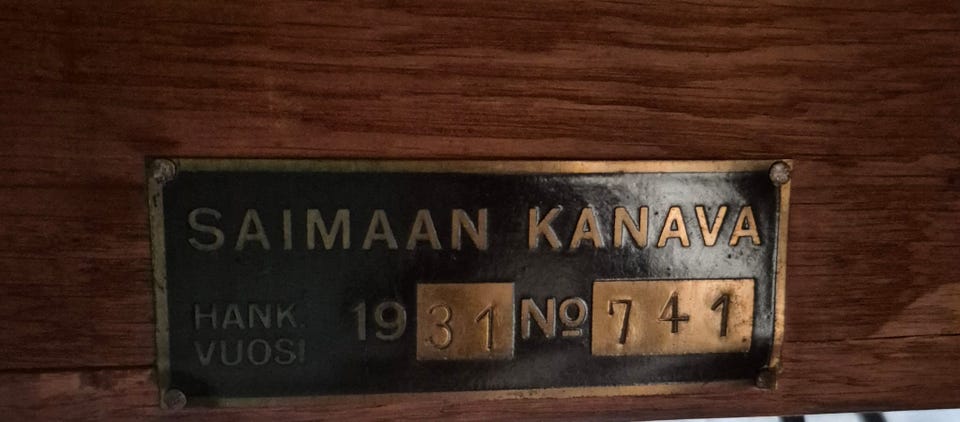 SAIMAAN KANAVA
HANK. VUOSI 1931 No 741